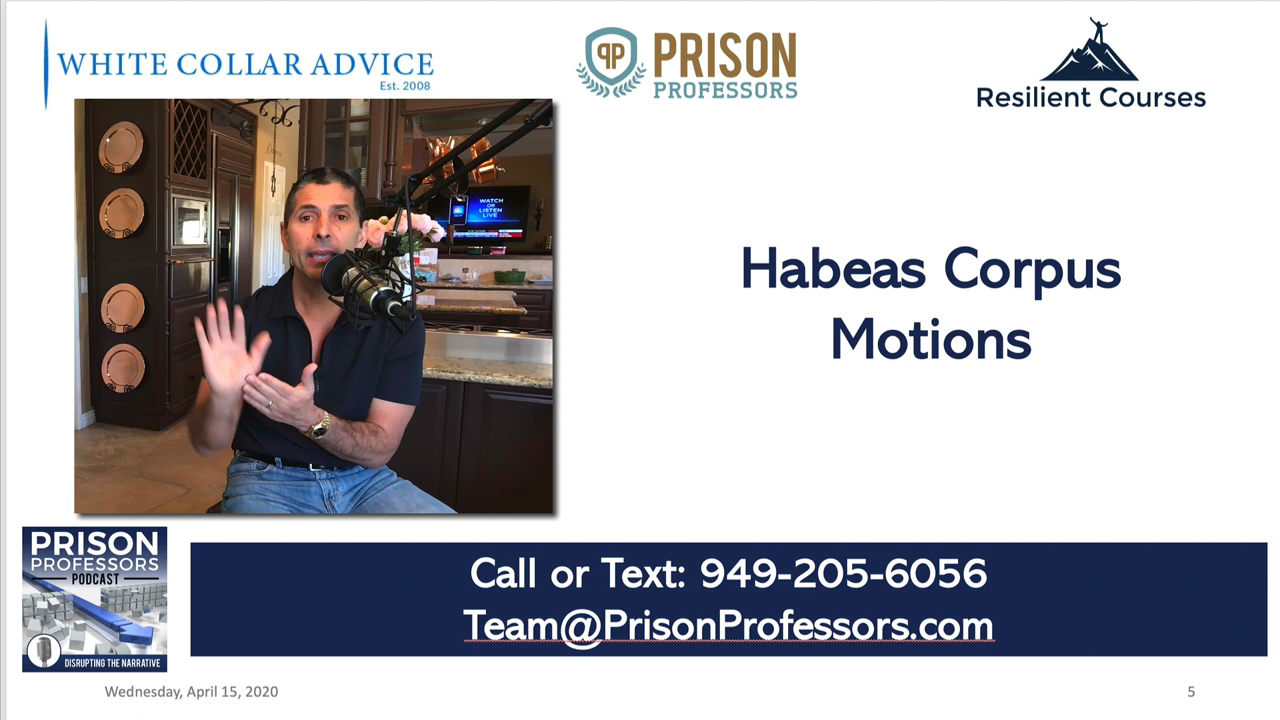 WHITE COLLAR ADVICE
Est. 2008
PP
PRISON
PROFESSORS
Resilient Courses
WATCH
OR
LISTEN
LIVE
Habeas Corpus
Motions
PRISON
PROFESSORS
PODCAST
DISRUPTING THE NARRATIVE
Call or Text: 949-205-6056
Team@PrisonProfessors.com
Wednesday, April 15, 2020
5